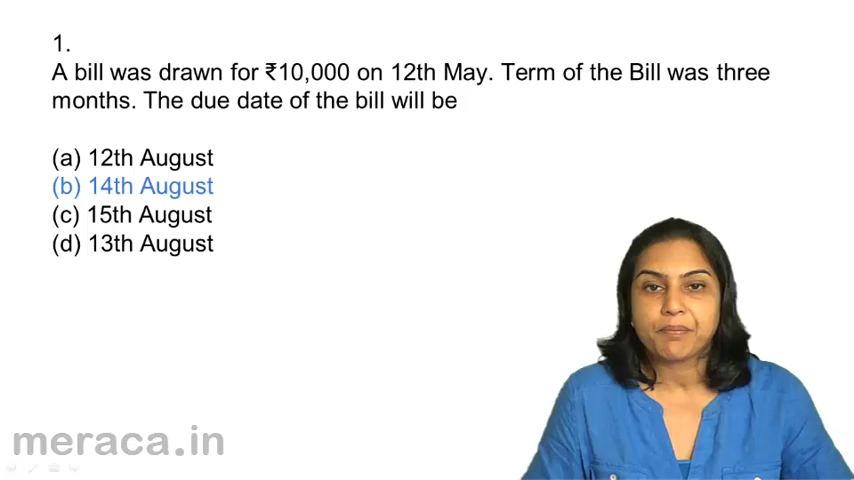 1.
A bill was drawn for ₹10,000 on 12th May. Term of the Bill was three
months. The due date of the bill will be
(a) 12th August
(b) 14th August
(c) 15th August
(d) 13th August
meraca.in